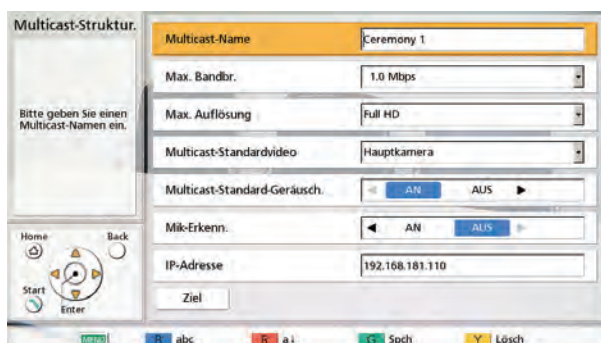 Multicast-Struktur.
Bitte geben Sie einen
Multicast-Namen ein.
Multicast-Name Ceremony 1
Max. Bandbr. 1.0 Mbps
Max. Auflösung Full HD
Multicast-Standardvideo Hauptkamera
Multicast-Standard-Geräusch. AN AUS
Mik-Erkenn. AN AUS
IP-Adresse 192.168.181.110
Ziel
Home Back
Start
Enter
MENU B abc R a↓ G Spch Y Lösch